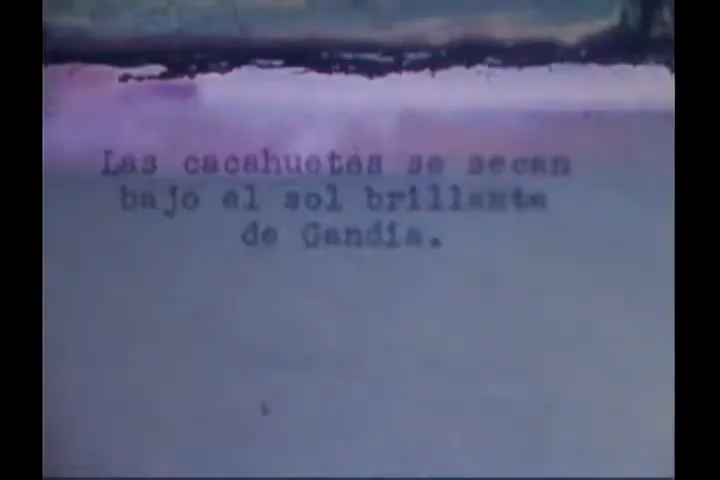 Las cacahuetes se secan
bajo el sol brillante
de Gandía.